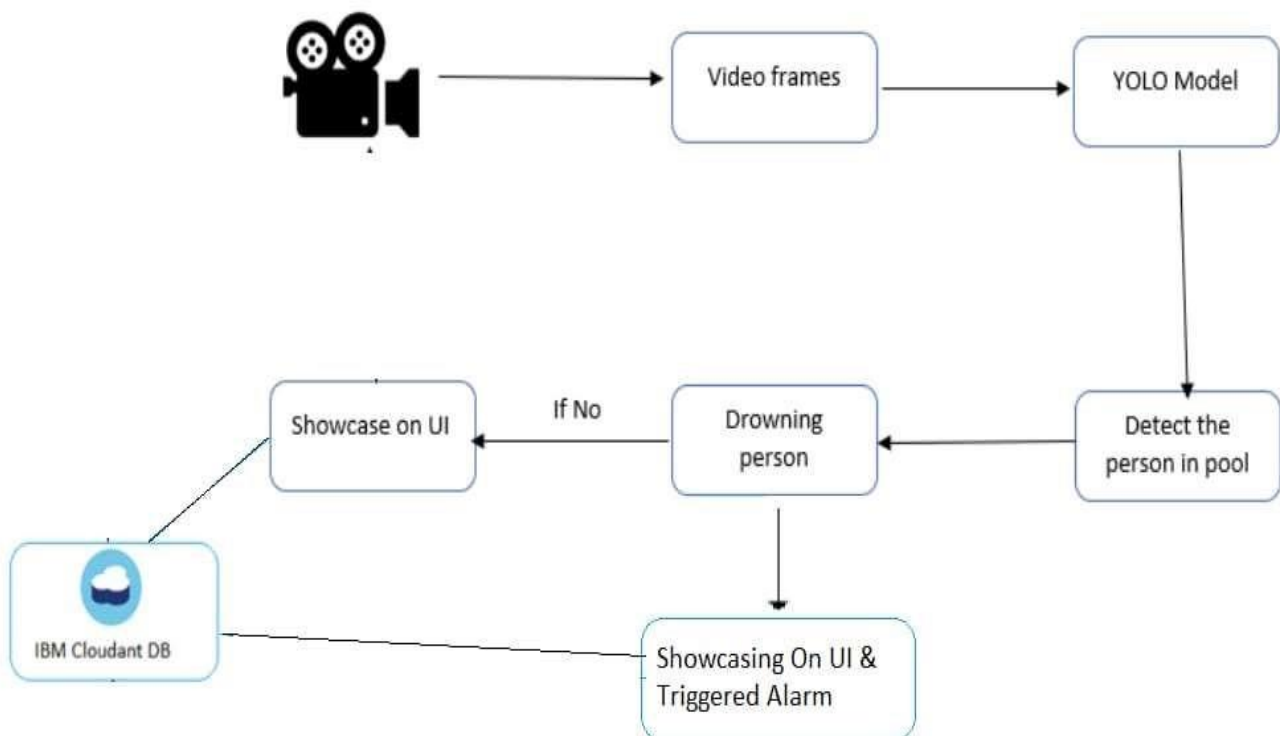 Video frames
YOLO Model
Showcase on UI
If No
Drowning
person
Detect the
person in pool
IBM Cloudant DB
Showcasing On UI &
Triggered Alarm